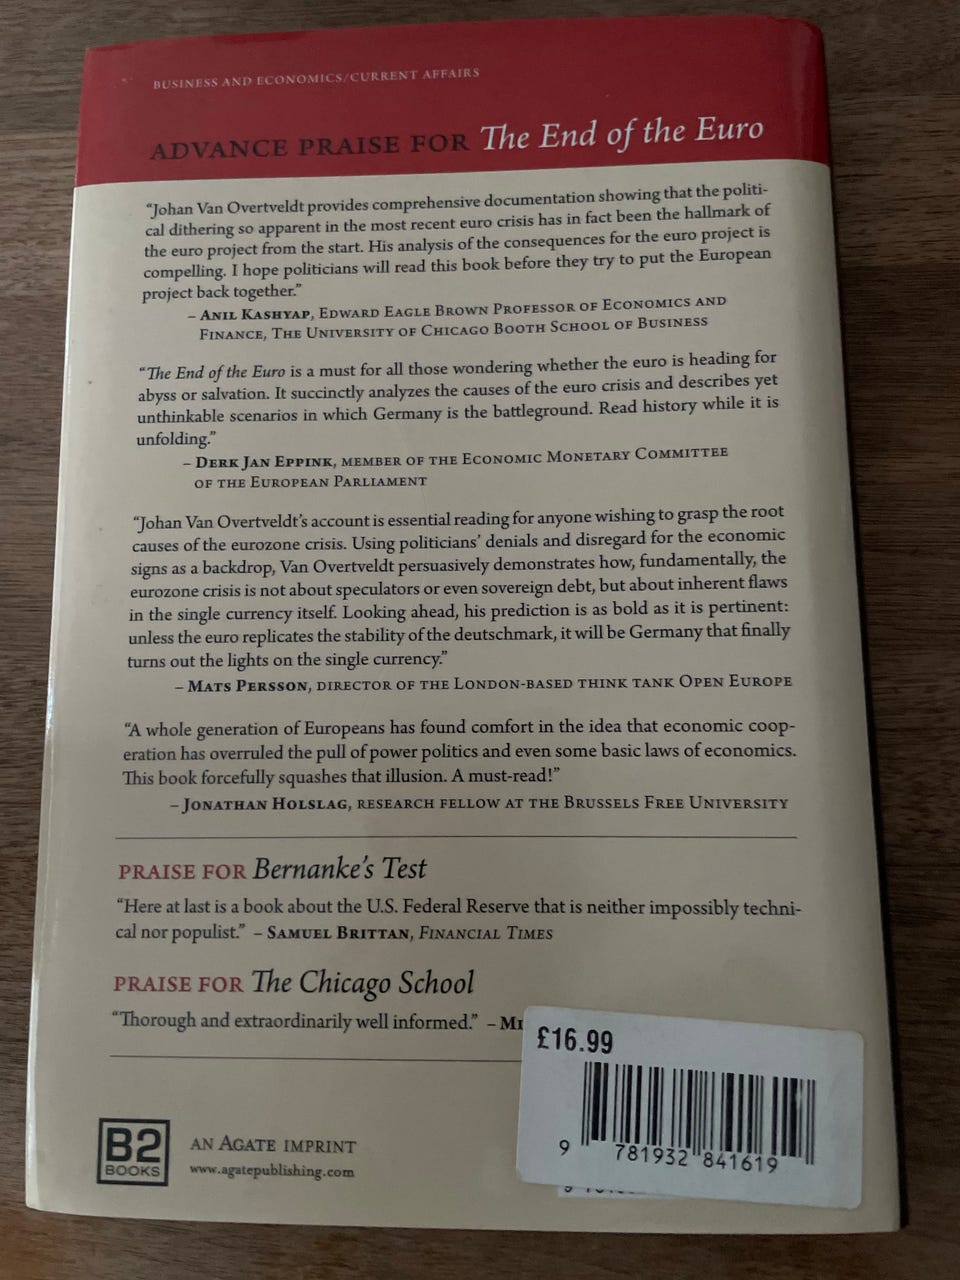 BUSINESS AND ECONOMICS/CURRENT AFFAIRS
ADVANCE PRAISE FOR The End of the Euro
“Johan Van Overtveldt provides comprehensive documentation showing that the politi-
cal dithering so apparent in the most recent euro crisis has in fact been the hallmark of
the euro project from the start. His analysis of the consequences for the euro project is
compelling. I hope politicians will read this book before they try to put the European
project back together.”
– ANIL KASHYAP, EDWARD EAGLE BROWN PROFESSOR OF ECONOMICS AND
FINANCE, THE UNIVERSITY OF CHICAGO BOOTH SCHOOL OF BUSINESS
“The End of the Euro is a must for all those wondering whether the euro is heading for
abyss or salvation. It succinctly analyzes the causes of the euro crisis and describes yet
unthinkable scenarios in which Germany is the battleground. Read history while it is
unfolding.”
– DERK JAN EPPINK, MEMBER OF THE ECONOMIC MONETARY COMMITTEE
OF THE EUROPEAN PARLIAMENT
“Johan Van Overtveldt’s account is essential reading for anyone wishing to grasp the root
causes of the eurozone crisis. Using politicians’ denials and disregard for the economic
signs as a backdrop, Van Overtveldt persuasively demonstrates how, fundamentally, the
eurozone crisis is not about speculators or even sovereign debt, but about inherent flaws
in the single currency itself. Looking ahead, his prediction is as bold as it is pertinent:
unless the euro replicates the stability of the deutschmark, it will be Germany that finally
turns out the lights on the single currency.”
– MATS PERSSON, DIRECTOR OF THE LONDON-BASED THINK TANK OPEN EUROPE
“A whole generation of Europeans has found comfort in the idea that economic coop-
eration has overruled the pull of power politics and even some basic laws of economics.
This book forcefully squashes that illusion. A must-read!”
– JONATHAN HOLSLAG, RESEARCH FELLOW AT THE BRUSSELS FREE UNIVERSITY
PRAISE FOR Bernanke’s Test
“Here at last is a book about the U.S. Federal Reserve that is neither impossibly techni-
cal nor populist.” – SAMUEL BRITTAN, FINANCIAL TIMES
PRAISE FOR The Chicago School
“Thorough and extraordinarily well informed.” –
£16.99
9 781932 841619
B2
BOOKS
AN AGATE IMPRINT
www.agatepublishing.com